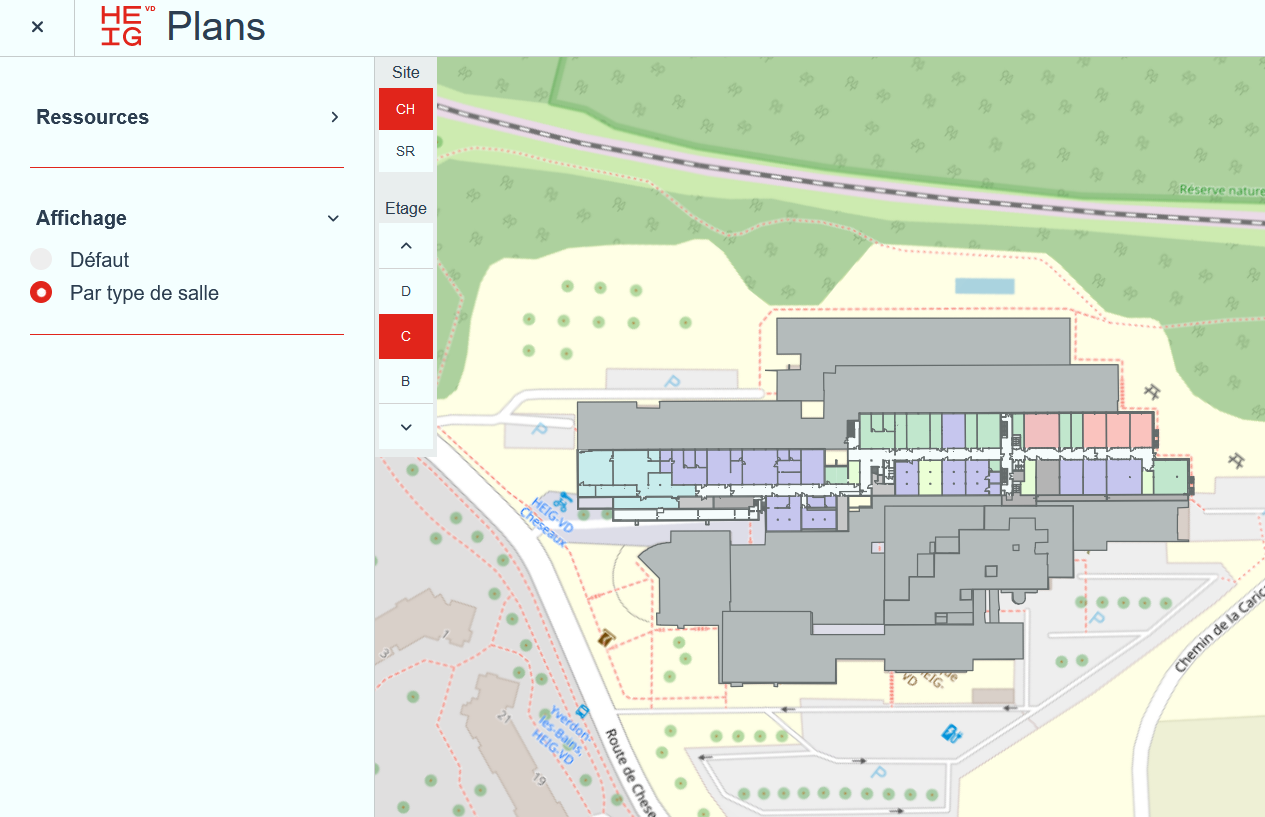 HE VD
IG
Plans
Ressources
Affichage
Défaut
Par type de salle
Site
CH
SR
Etage
D
C
B
Réserve nature
P
P
HEIG-VD
Cheseaux
P
Chemin de la Caric
1
3
21
19
Yverdon-
les-Bains,
HEIG-VD
HEIG-
VD
Route de Chese
P